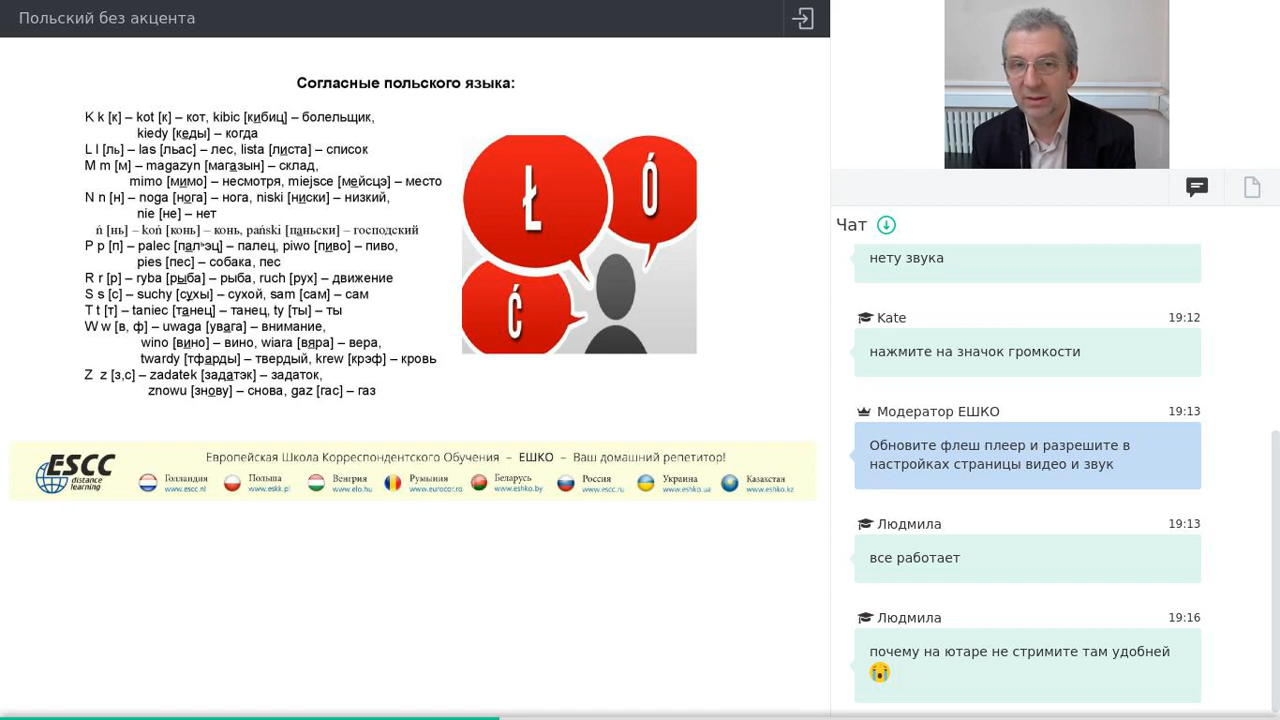 Польский без акцента
Согласные польского языка:
K k [к] – kot [к] – кот, kibic [кибиц] – болельщик,
kiedy [кеды] – когда
L l [ль] – las [льас] – лес, lista [листа] – список
M m [м] – magazyn [магазын] – склад,
mimo [мимо] – несмотря, miejsce [мейсцэ] – место
N n [н] – noga [нога] – нога, niski [ниски] – низкий,
nie [не] – нет
ń [нь] – koń [конь] – конь, pański [паньски] – господский
P p [п] – palec [палэц] – палец, piwo [пиво] – пиво,
pies [пес] – собака, пес
R r [р] – ryba [рыба] – рыба, ruch [рух] – движение
S s [с] – suchy [сухы] – сухой, sam [сам] – сам
T t [т] – taniec [танец] – танец, ty [ты] – ты
W w [в, ф] – uwaga [увага] – внимание,
wino [вино] – вино, wiara [вяра] – вера,
twardy [тфарды] – твердый, krew [крэф] – кровь
Z z [з,с] – zadatek [задатэк] – задаток,
znowu [знову] – снова, gaz [гас] – газ
Ł
Ó
Ć
ESCC
distance
learning
Европейская Школа Корреспондентского Обучения – ЕШКО – Ваш домашний репетитор!
Голландия Польша Венгрия Румыния Беларусь Россия Украина Казахстан
www.escc.nl www.eskk.pl www.elo.hu www.eurocor.ro www.eshko.by www.escc.ru www.eshko.ua www.eshko.kz
Чат
нету звука
Kate 19:12
нажмите на значок громкости
Модератор ЕШКО 19:13
Обновите флеш плеер и разрешите в
настройках страницы видео и звук
Людмила 19:13
все работает
Людмила 19:16
почему на ютаре не стримите там удобней